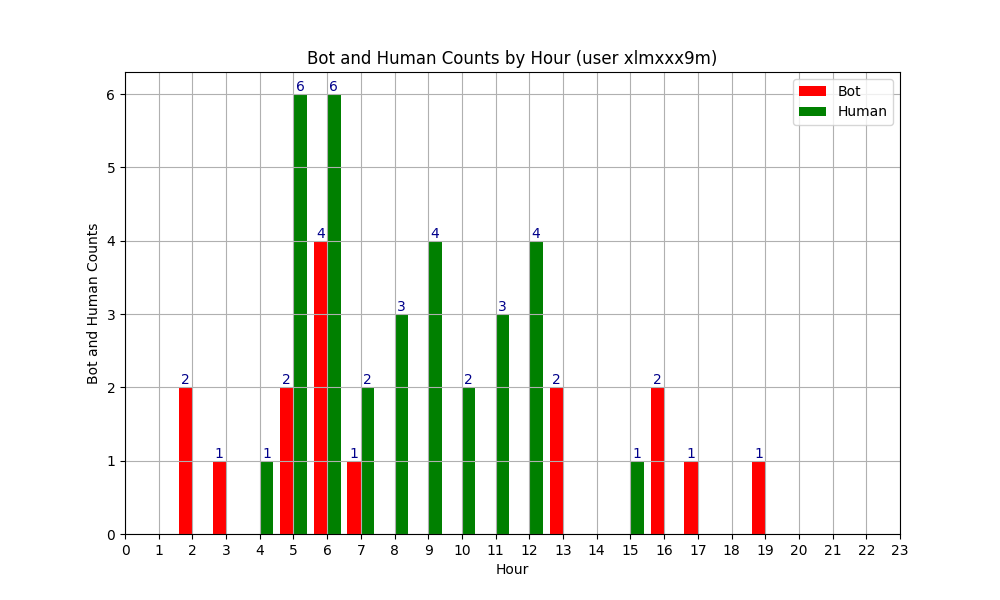 Bot and Human Counts by Hour (user xlmxxx9m)
Bot
Human
Bot and Human Counts
6
5
4
3
2
1
0
2 1 1 2 6 4 6 1 2 3 4 2 3 4 2 1 2 1 1
0 1 2 3 4 5 6 7 8 9 10 11 12 13 14 15 16 17 18 19 20 21 22 23
Hour